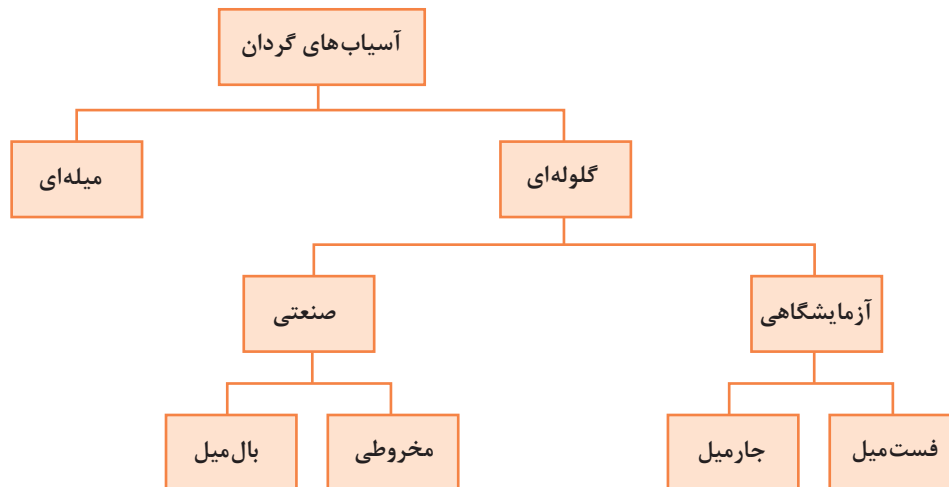 آسیاب‌های گردان
گلوله‌ای
میله‌ای
آزمایشگاهی
صنعتی
فست‌میل
جارمیل
مخروطی
بال‌میل